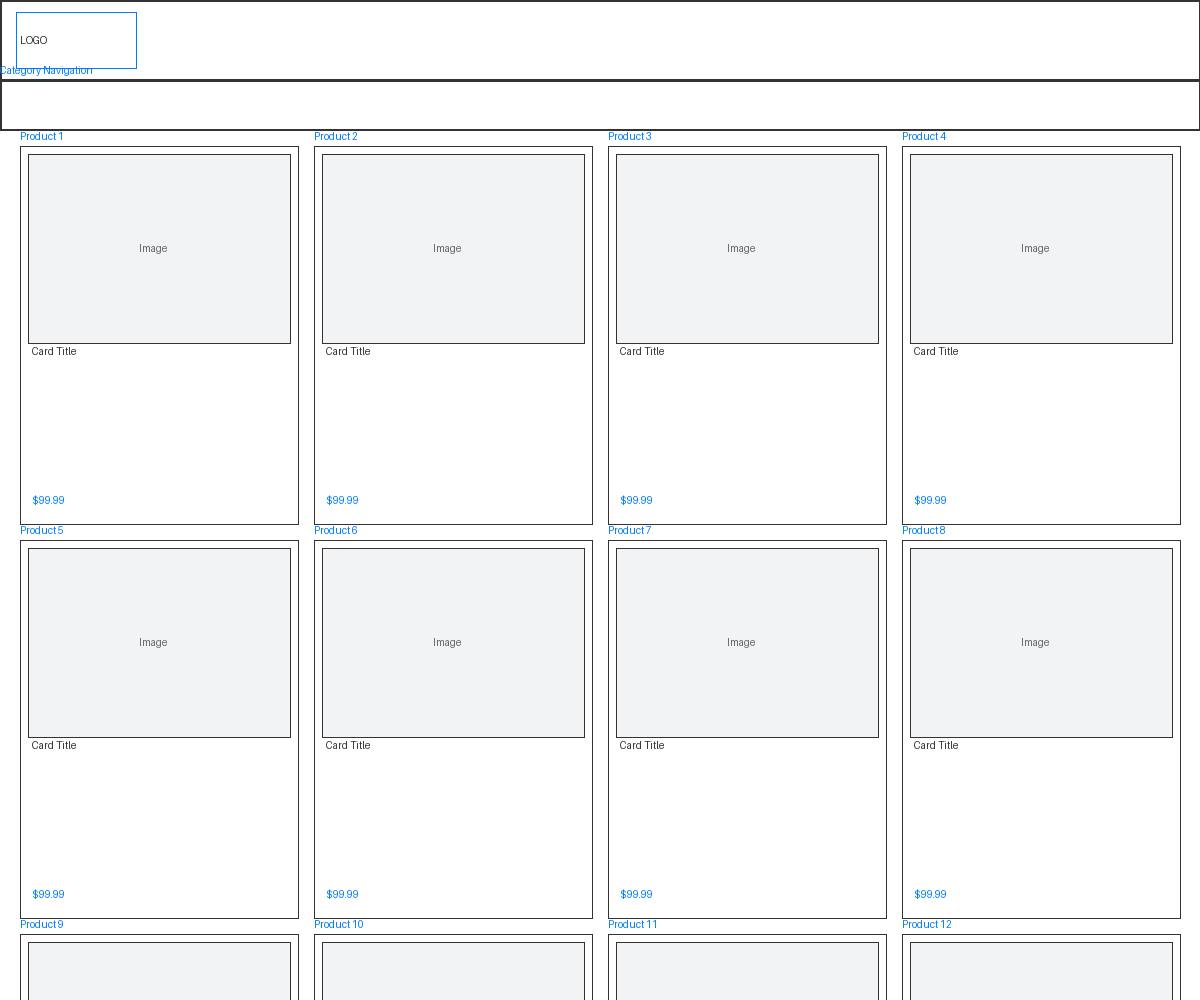 LOGO
Category Navigation
Product 1 Product 2 Product 3 Product 4
Image Image Image Image
Card Title Card Title Card Title Card Title
$99.99 $99.99 $99.99 $99.99
Product 5 Product 6 Product 7 Product 8
Image Image Image Image
Card Title Card Title Card Title Card Title
$99.99 $99.99 $99.99 $99.99
Product 9 Product 10 Product 11 Product 12